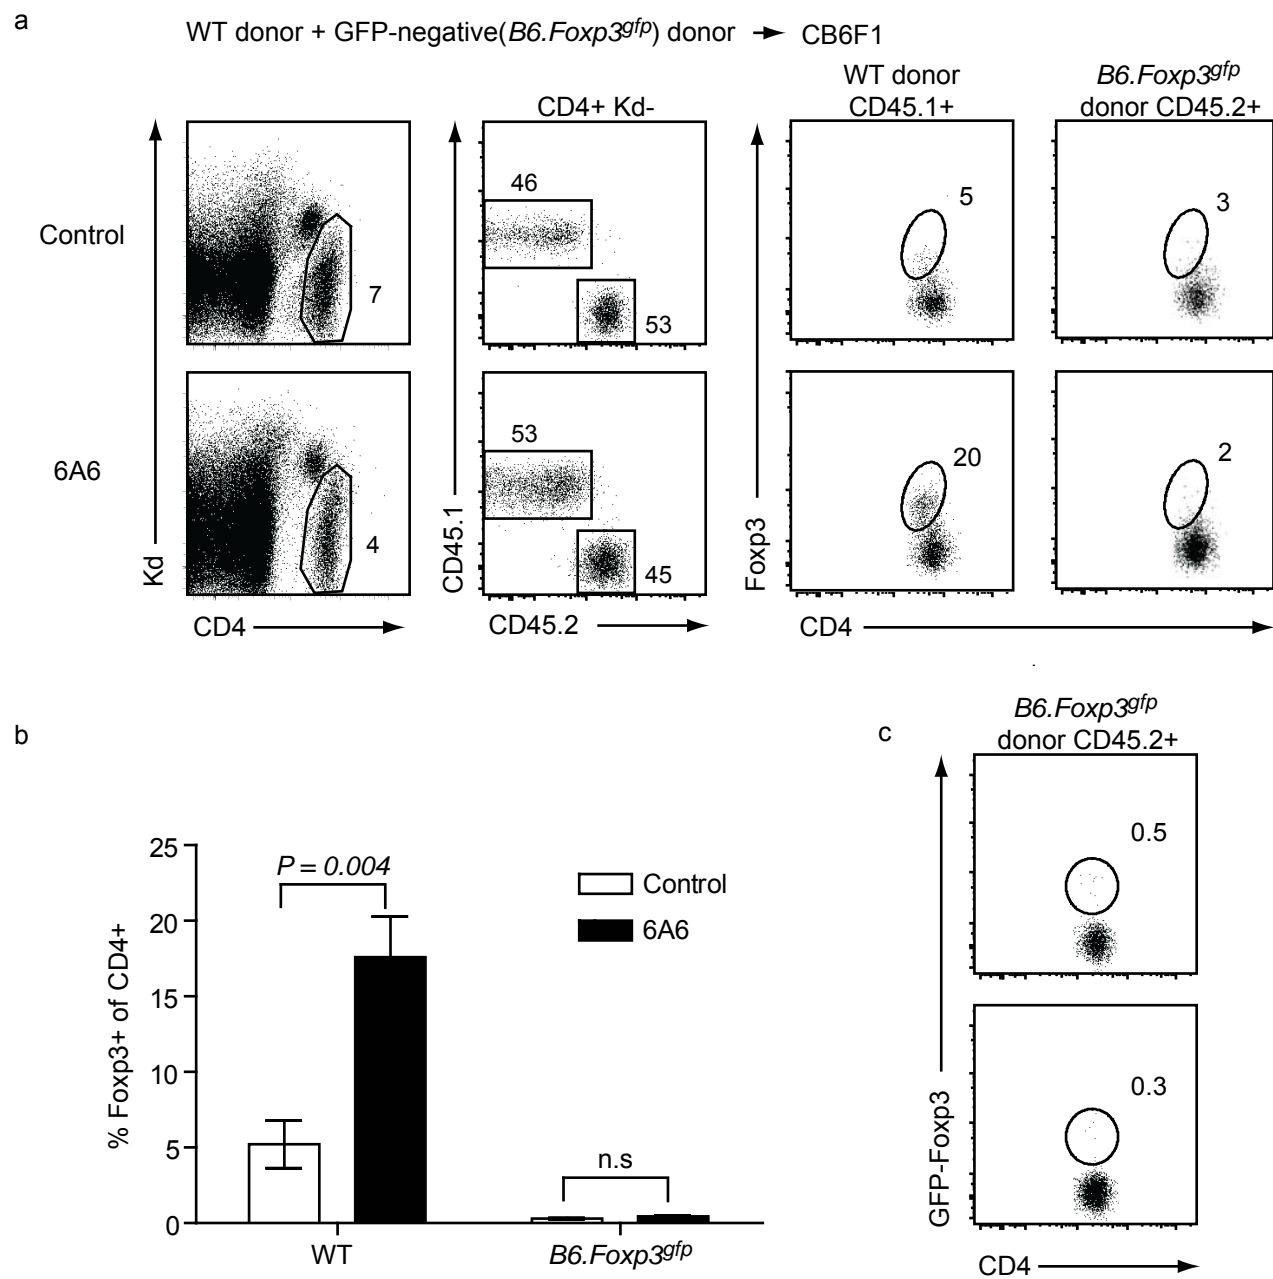 a
WT donor + GFP-negative(B6.Foxp3gfp) donor → CB6F1
WT donor
CD45.1+
B6.Foxp3gfp
donor CD45.2+
CD4+ Kd-
Control
7
46
53
5
3
6A6
4
53
45
20
2
Kd
CD45.1
Foxp3
CD4
CD45.2
CD4
b
% Foxp3+ of CD4+
25
20
15
10
5
0
P = 0.004
n.s
Control
6A6
WT
B6.Foxp3gfp
c
B6.Foxp3gfp
donor CD45.2+
0.5
0.3
GFP-Foxp3
CD4